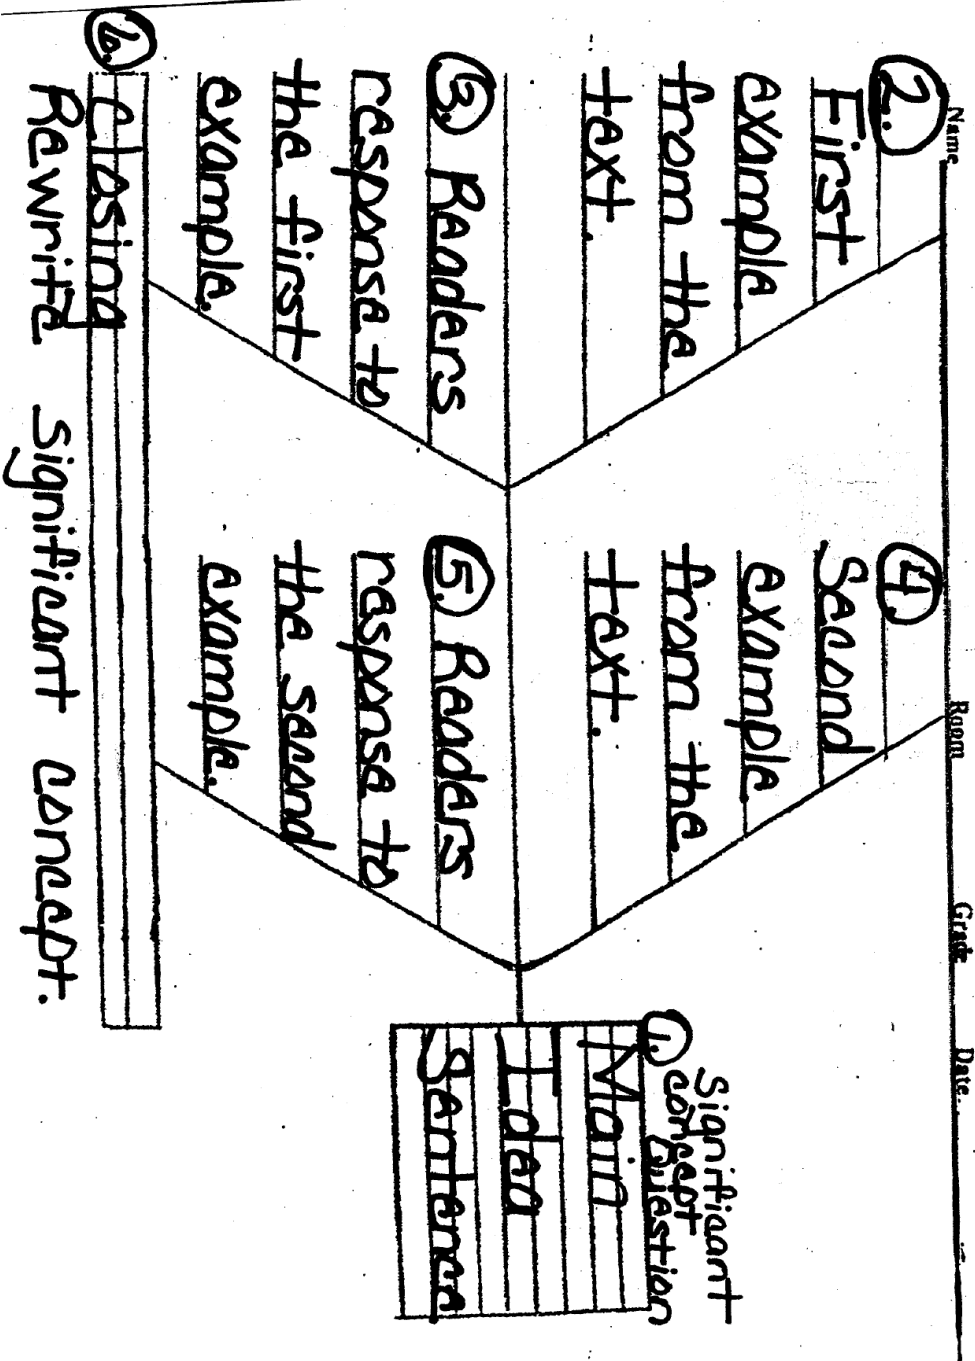 Name Room Grade Date
2.
First
example
from the
text.
4.
Second
example
from the
text.
3. Readers
response to
the first
example.
5. Readers
response to
the second
example.
Significant
concept
Question
1.
Main
Idea
Sentence
6.
Closing
Rewrite significant concept.